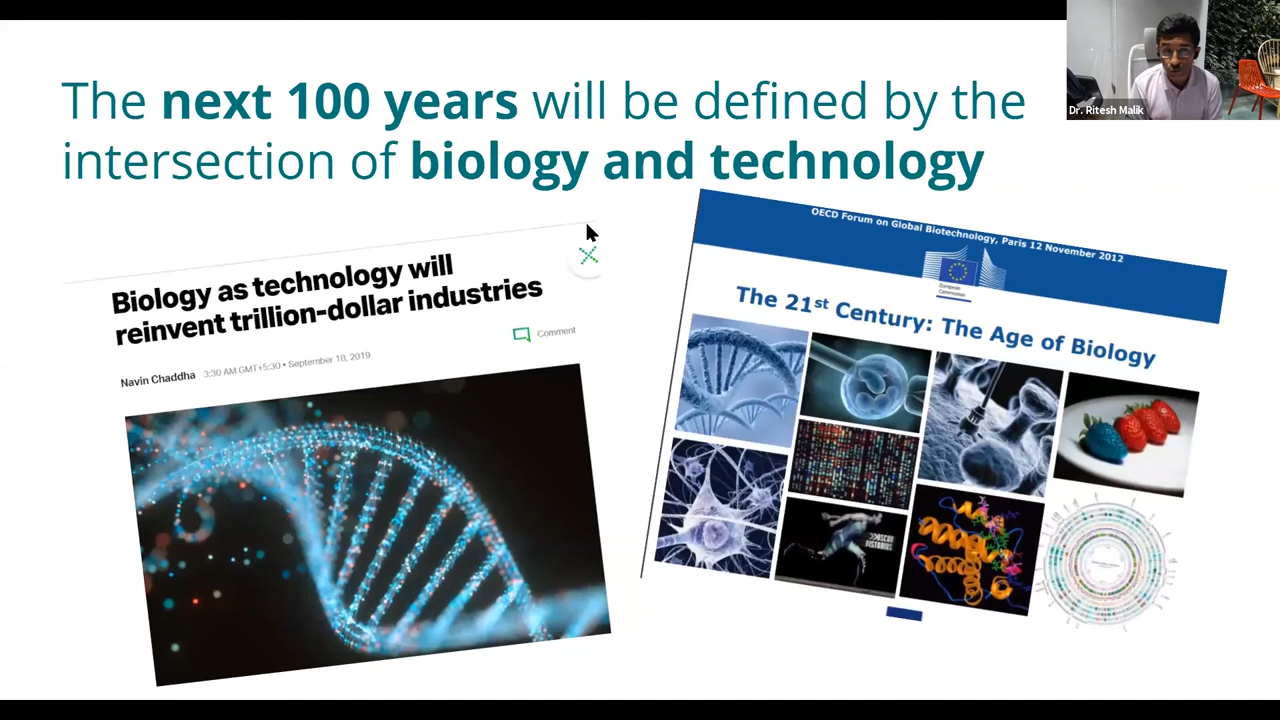 The next 100 years will be defined by the
intersection of biology and technology
Dr. Ritesh Malik
Biology as technology will
reinvent trillion-dollar industries
Comment
Navin Chaddha 3:30 AM GMT+5:30 • September 18, 2019
OECD Forum on Global Biotechnology, Paris 12 November 2012
European
Commission
The 21st Century: The Age of Biology